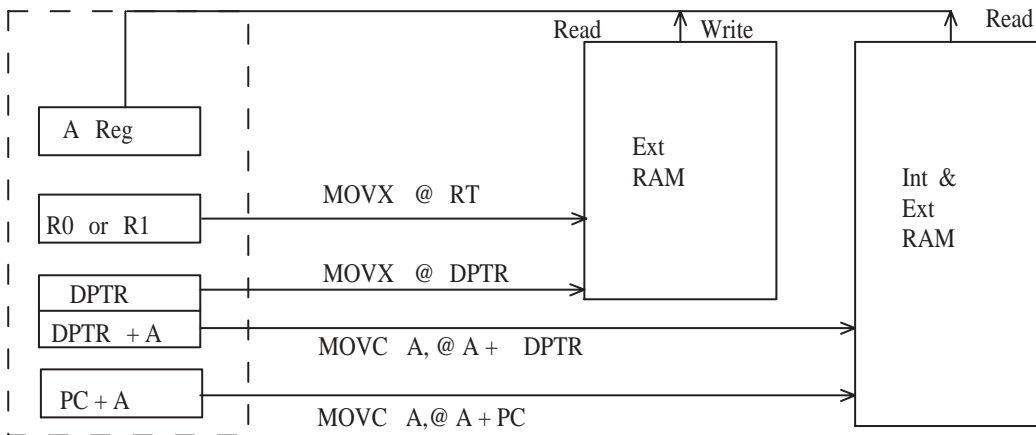 Read
Read Write
A Reg
Ext
RAM
Int &
Ext
RAM
MOVX @ RT
R0 or R1
MOVX @ DPTR
DPTR
DPTR + A
MOVC A, @ A + DPTR
PC + A
MOVC A,@ A + PC